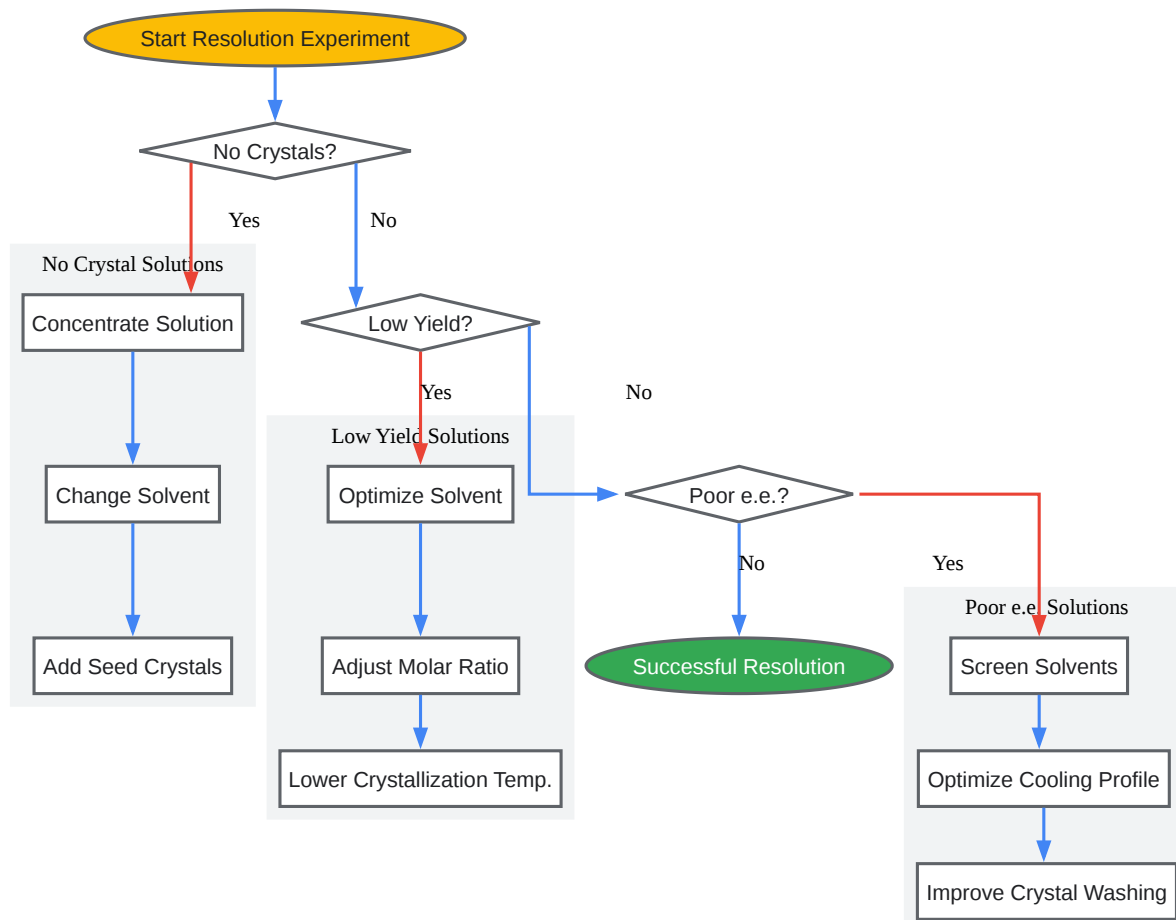 Start Resolution Experiment
No Crystals?
Yes
No
No Crystal Solutions
Concentrate Solution
Low Yield?
Yes
No
Low Yield Solutions
Change Solvent
Optimize Solvent
Poor e.e.?
No
Yes
Poor e.e. Solutions
Add Seed Crystals
Adjust Molar Ratio
Successful Resolution
Screen Solvents
Lower Crystallization Temp.
Optimize Cooling Profile
Improve Crystal Washing